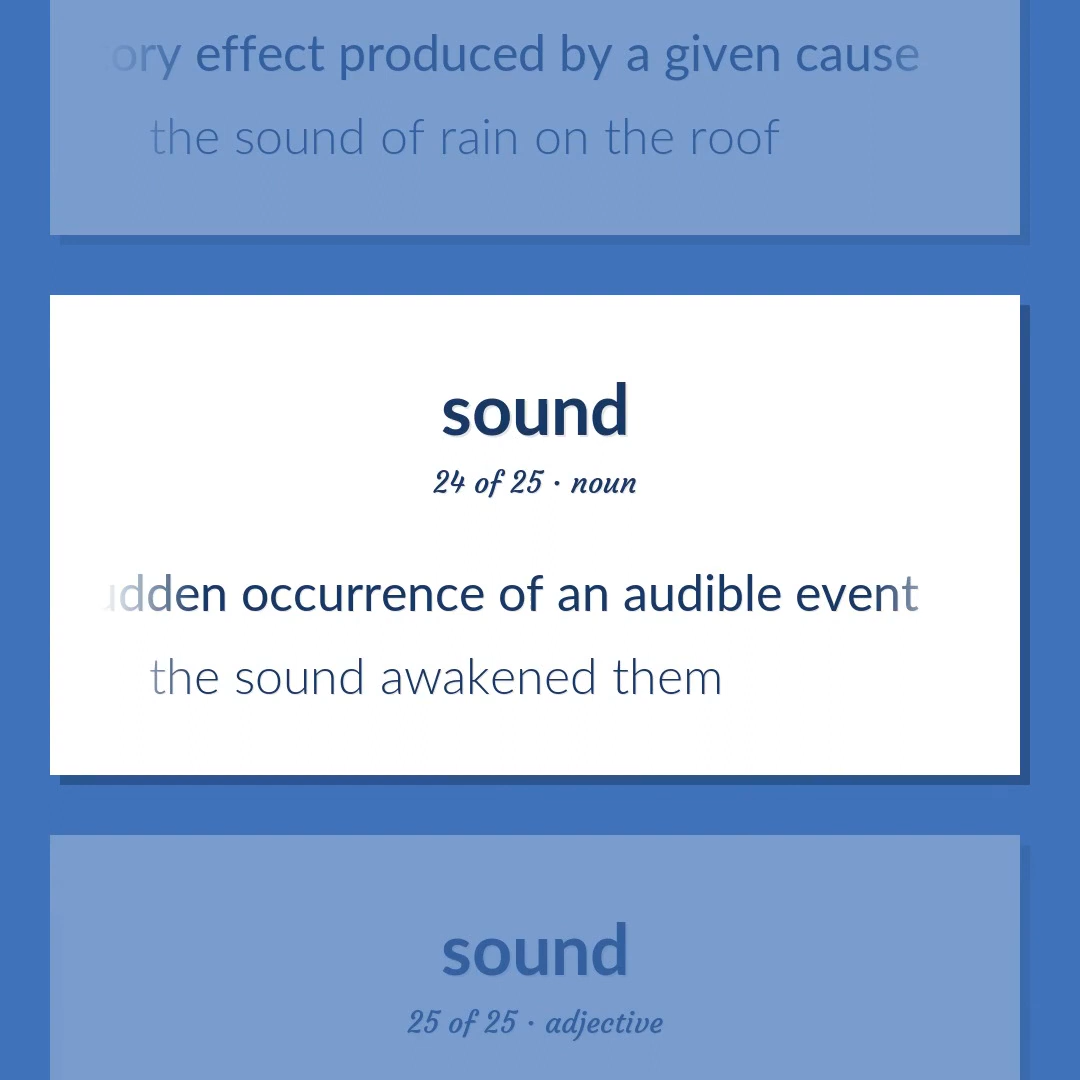 effect produced by a given cause
the sound of rain on the roof
sound
24 of 25 · noun
occurrence of an audible event
the sound awakened them
sound
25 of 25 · adjective